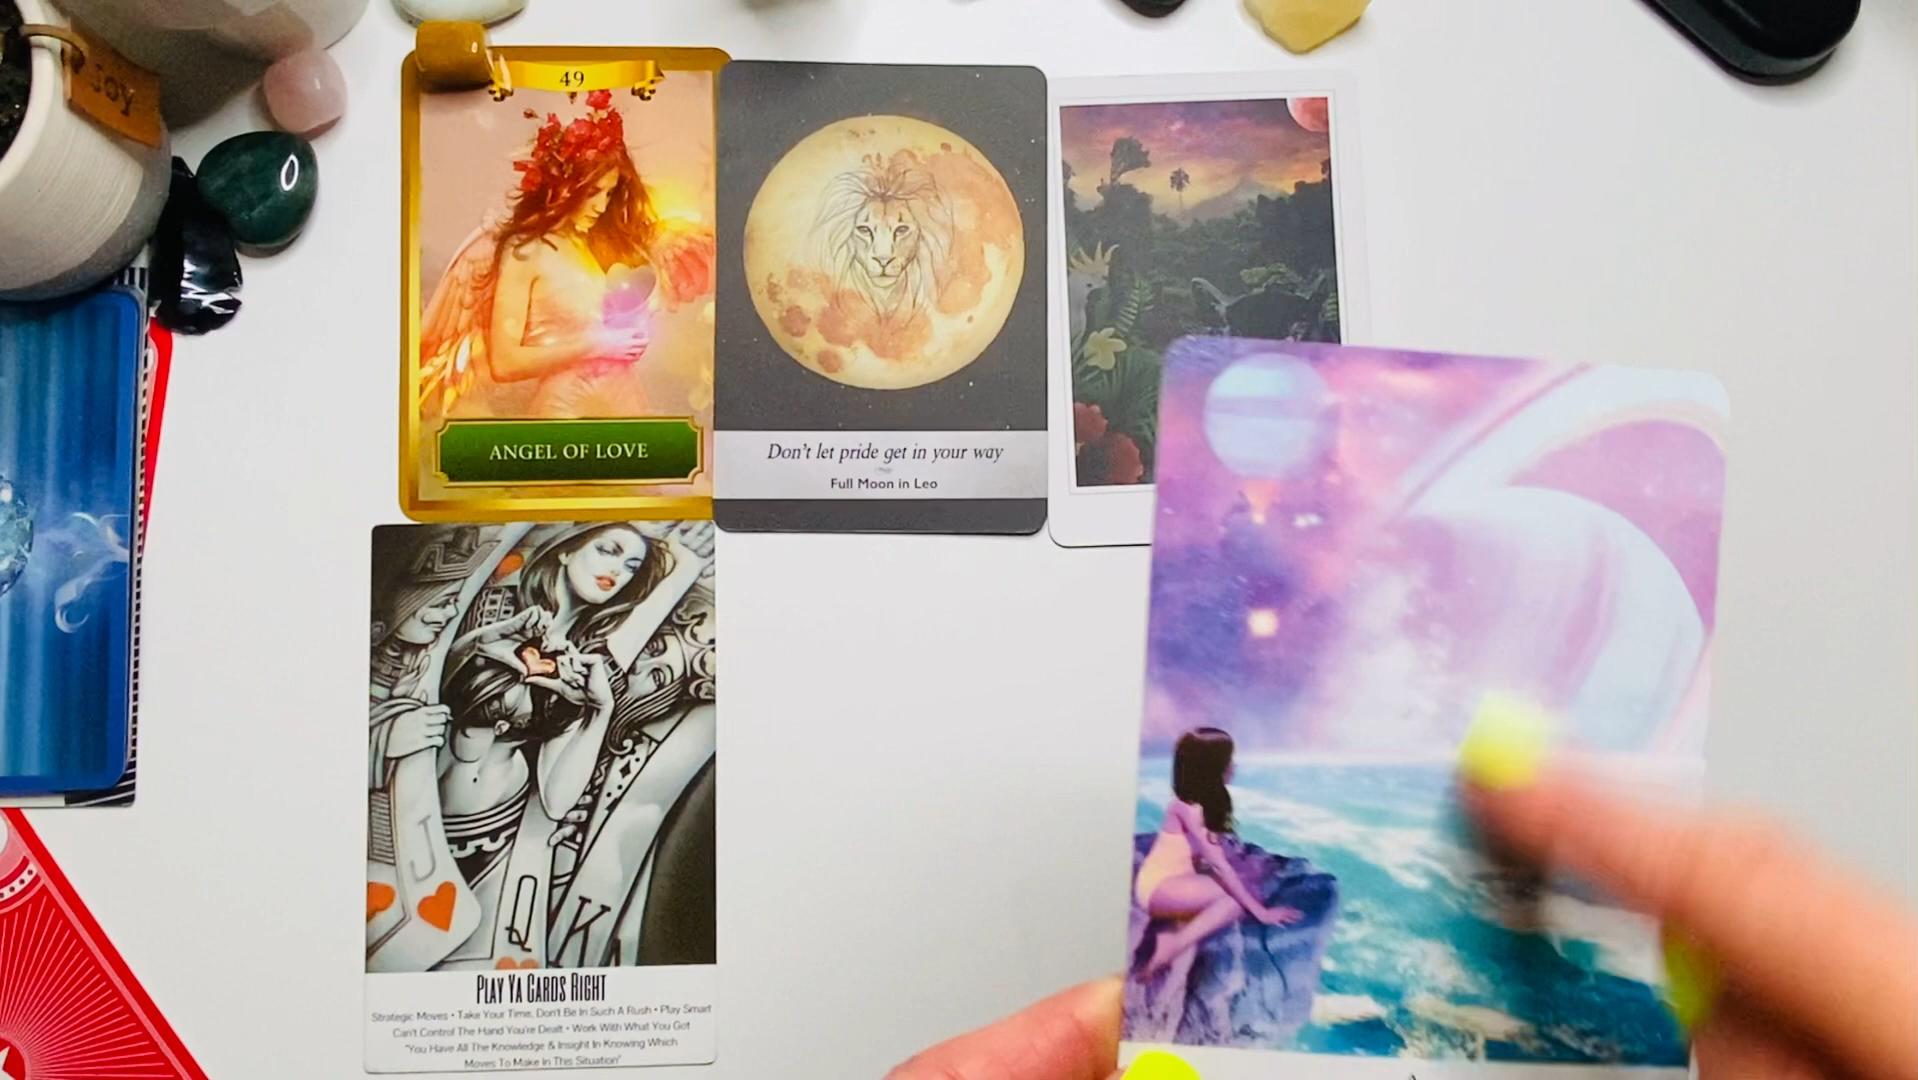 JOY
49
ANGEL OF LOVE
Don't let pride get in your way
Full Moon in Leo
J
Q
K
PLAY YA CARDS RIGHT
Strategic Moves • Take Your Time, Don't Be In Such A Rush • Play Smart
Can't Control The Hand You're Dealt • Work With What You Got
"You Have All The Knowledge & Insight In Knowing Which
Moves To Make In This Situation"